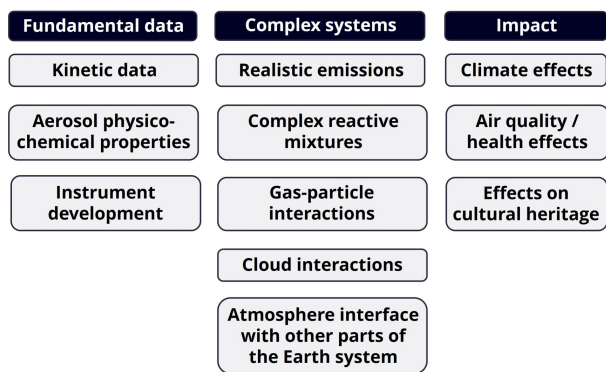 Fundamental data
Kinetic data
Aerosol physico-
chemical properties
Instrument
development
Complex systems
Realistic emissions
Complex reactive
mixtures
Gas-particle
interactions
Cloud interactions
Atmosphere interface
with other parts of
the Earth system
Impact
Climate effects
Air quality /
health effects
Effects on
cultural heritage